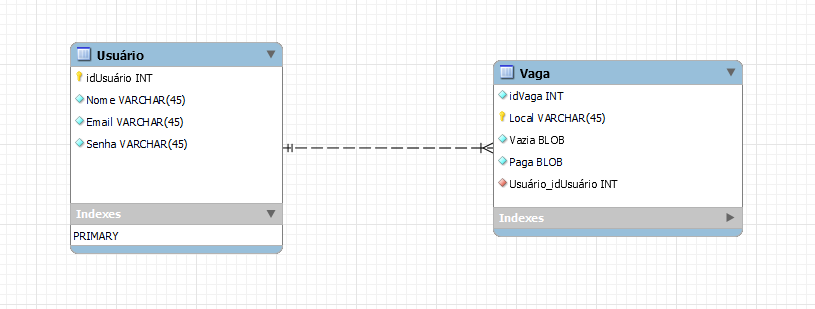 Usuário
idUsuário INT
Nome VARCHAR(45)
Email VARCHAR(45)
Senha VARCHAR(45)
Indexes
PRIMARY
Vaga
idVaga INT
Local VARCHAR(45)
Vazia BLOB
Paga BLOB
Usuário_idUsuário INT
Indexes